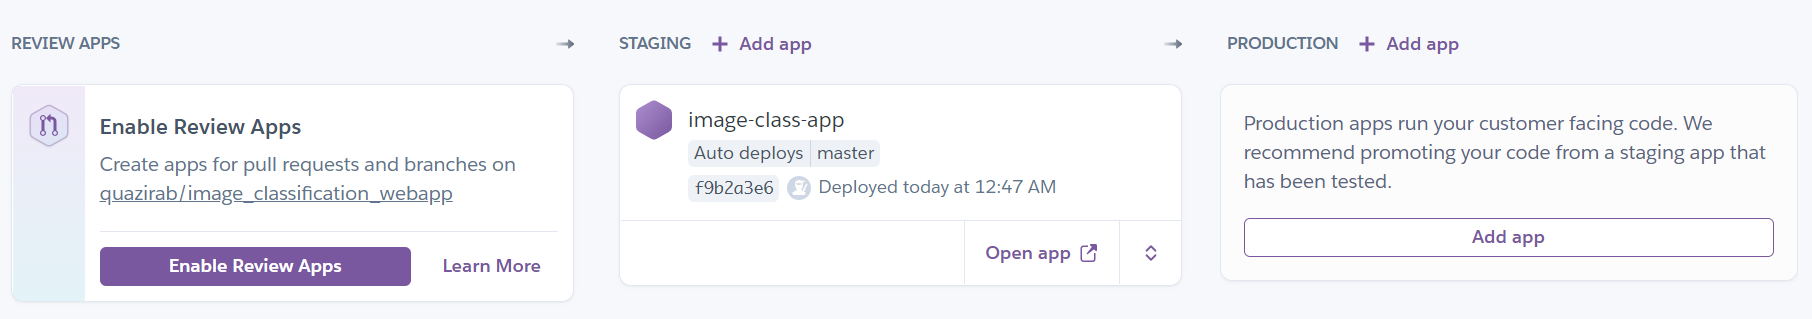 REVIEW APPS
Enable Review Apps
Create apps for pull requests and branches on
quazirab/image_classification_webapp
Enable Review Apps Learn More
STAGING + Add app
image-class-app
Auto deploys master
f9b2a3e6 Deployed today at 12:47 AM
Open app
PRODUCTION + Add app
Production apps run your customer facing code. We
recommend promoting your code from a staging app that
has been tested.
Add app